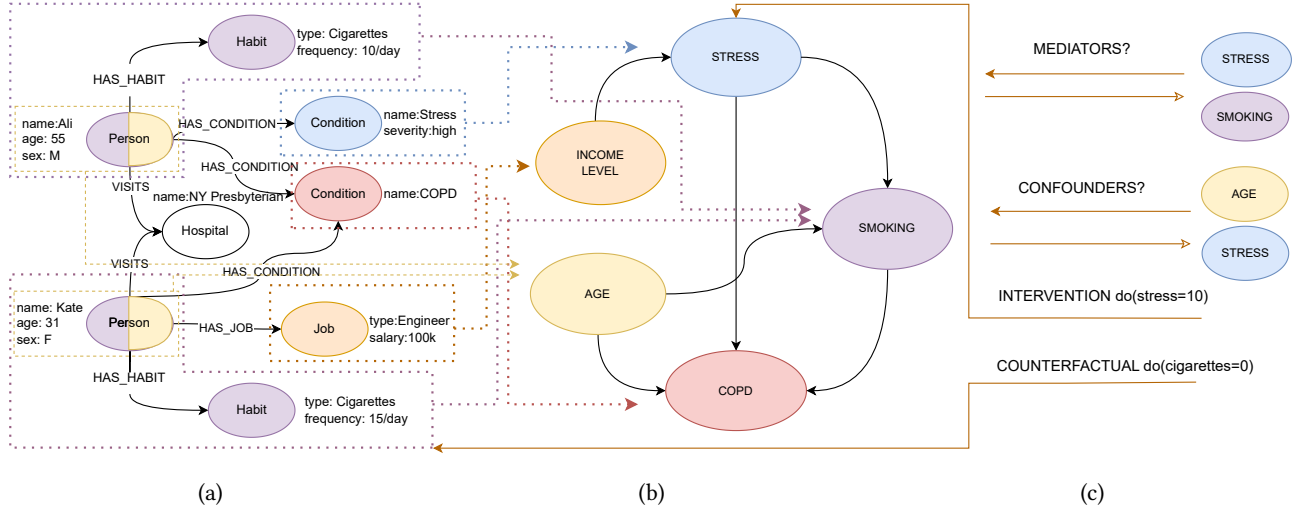 Habit
type: Cigarettes
frequency: 10/day
HAS_HABIT
name:Ali
age: 55
sex: M
Person
HAS_CONDITION
Condition
name:Stress
severity:high
HAS_CONDITION
Condition
name:COPD
VISITS
name:NY Presbyterian
Hospital
VISITS
HAS_CONDITION
name: Kate
age: 31
sex: F
Person
HAS_JOB
Job
type:Engineer
salary:100k
HAS_HABIT
Habit
type: Cigarettes
frequency: 15/day
(a)
STRESS
INCOME
LEVEL
SMOKING
AGE
COPD
(b)
MEDIATORS?
STRESS
SMOKING
CONFOUNDERS?
AGE
STRESS
INTERVENTION do(stress=10)
COUNTERFACTUAL do(cigarettes=0)
(c)